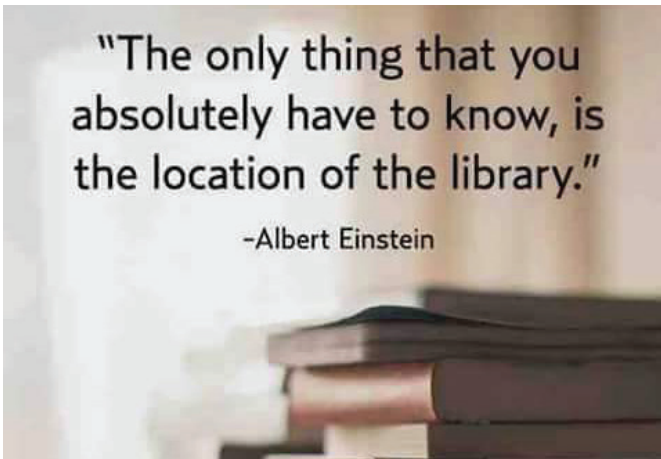 "The only thing that you
absolutely have to know, is
the location of the library."
–Albert Einstein